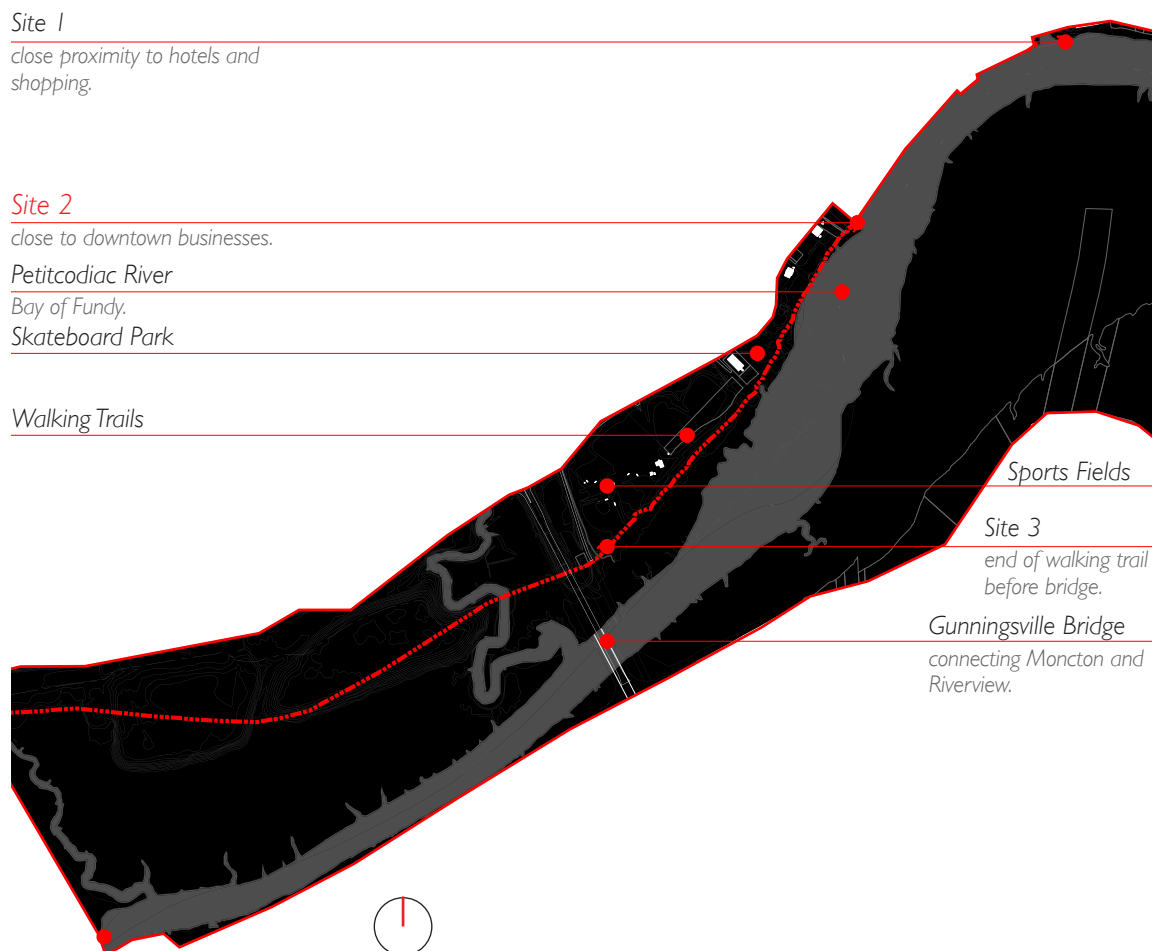 Site 1
close proximity to hotels and
shopping.
Site 2
close to downtown businesses.
Petitcodiac River
Bay of Fundy.
Skateboard Park
Walking Trails
Sports Fields
Site 3
end of walking trail
before bridge.
Gunningsville Bridge
connecting Moncton and
Riverview.